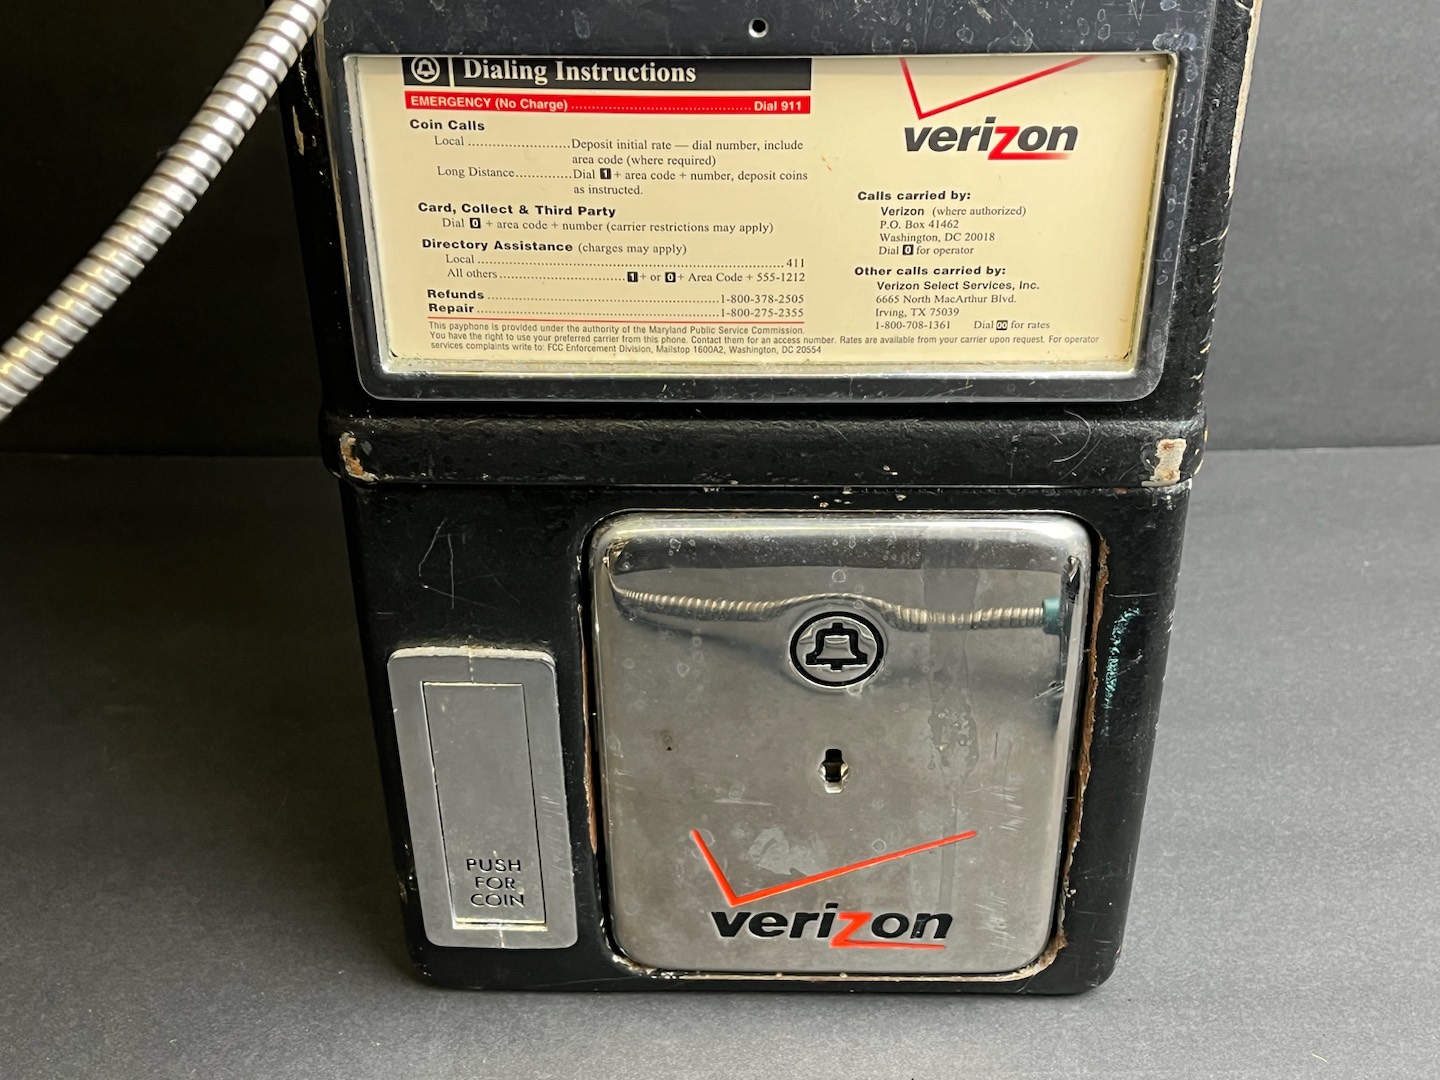 Dialing Instructions
EMERGENCY (No Charge) ........ Dial 911
Coin Calls
Local ........ Deposit initial rate — dial number, include
area code (where required)
Long Distance ........ Dial 1 + area code + number, deposit coins
as instructed.
Card, Collect & Third Party
Dial 0 + area code + number (carrier restrictions may apply)
Directory Assistance (charges may apply)
Local ........ 411
All others ........ 1 + or 0 + Area Code + 555-1212
Refunds ........ 1-800-378-2505
Repair ........ 1-800-275-2355
This payphone is provided under the authority of the Maryland Public Service Commission.
You have the right to use your preferred carrier from this phone. Contact them for an access number. Rates are available from your carrier upon request. For operator
services complaints write to: FCC Enforcement Division, Mailstop 1600A2, Washington, DC 20554
verizon
Calls carried by:
Verizon (where authorized)
P.O. Box 41462
Washington, DC 20018
Dial 0 for operator
Other calls carried by:
Verizon Select Services, Inc.
6665 North MacArthur Blvd.
Irving, TX 75039
1-800-708-1361 Dial 00 for rates
PUSH
FOR
COIN
verizon